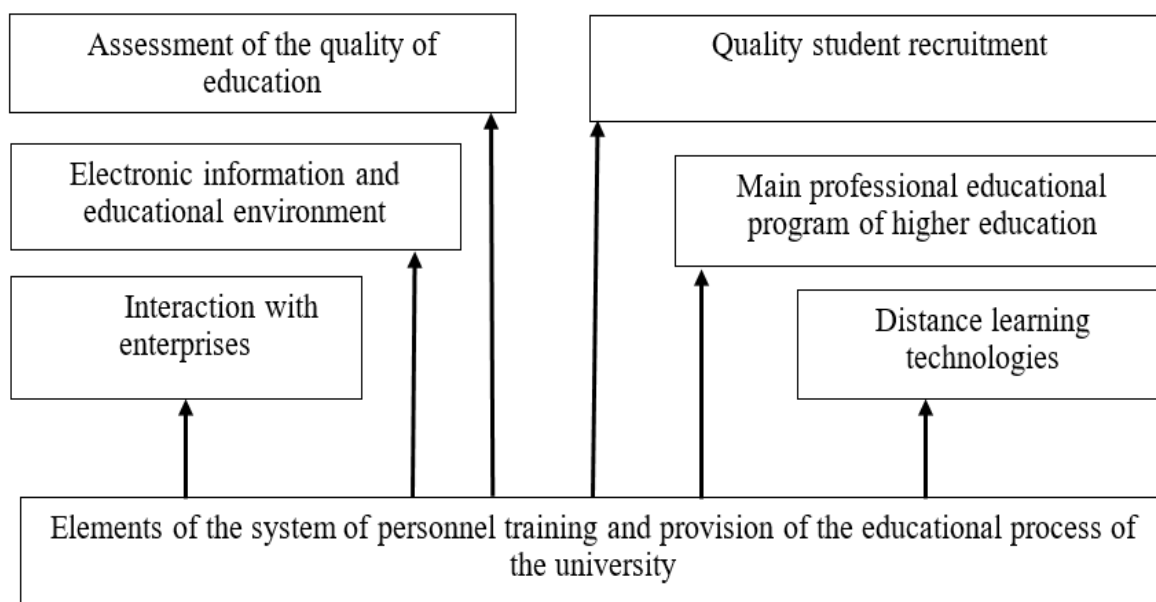 Assessment of the quality of
education
Quality student recruitment
Electronic information and
educational environment
Main professional educational
program of higher education
Interaction with
enterprises
Distance learning
technologies
Elements of the system of personnel training and provision of the educational process of
the university